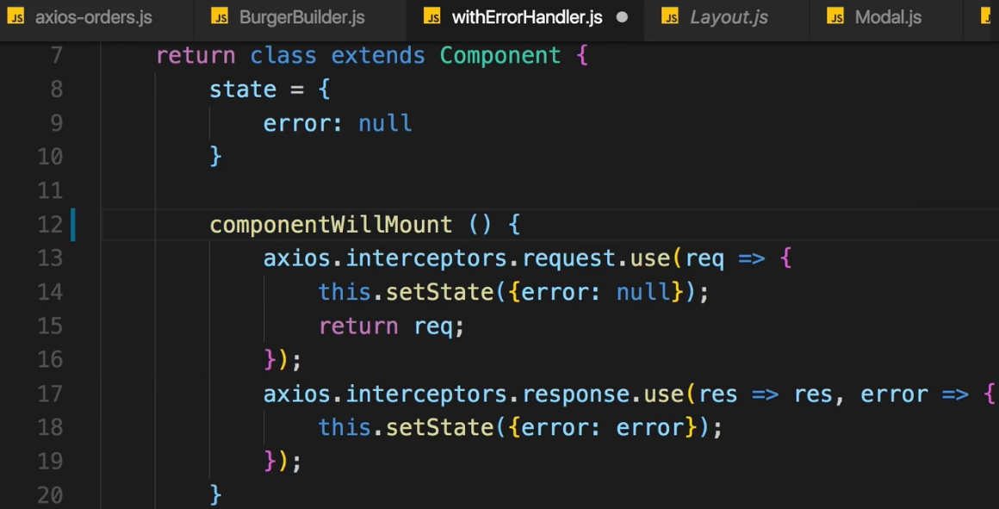 JS axios-orders.js JS BurgerBuilder.js JS withErrorHandler.js JS Layout.js JS Modal.js
7 return class extends Component {
8 state = {
9 error: null
10 }
11
12 componentWillMount () {
13 axios.interceptors.request.use(req => {
14 this.setState({error: null});
15 return req;
16 });
17 axios.interceptors.response.use(res => res, error => {
18 this.setState({error: error});
19 });
20 }